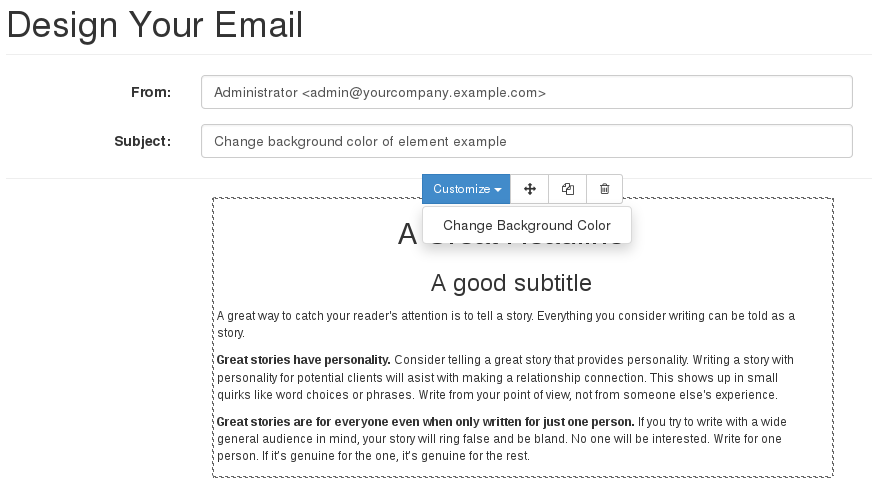 Design Your Email
From: Administrator <admin@yourcompany.example.com>
Subject: Change background color of element example
Customize
Change Background Color
A
A good subtitle
A great way to catch your reader's attention is to tell a story. Everything you consider writing can be told as a
story.
Great stories have personality. Consider telling a great story that provides personality. Writing a story with
personality for potential clients will asist with making a relationship connection. This shows up in small
quirks like word choices or phrases. Write from your point of view, not from someone else's experience.
Great stories are for everyone even when only written for just one person. If you try to write with a wide
general audience in mind, your story will ring false and be bland. No one will be interested. Write for one
person. If it's genuine for the one, it's genuine for the rest.